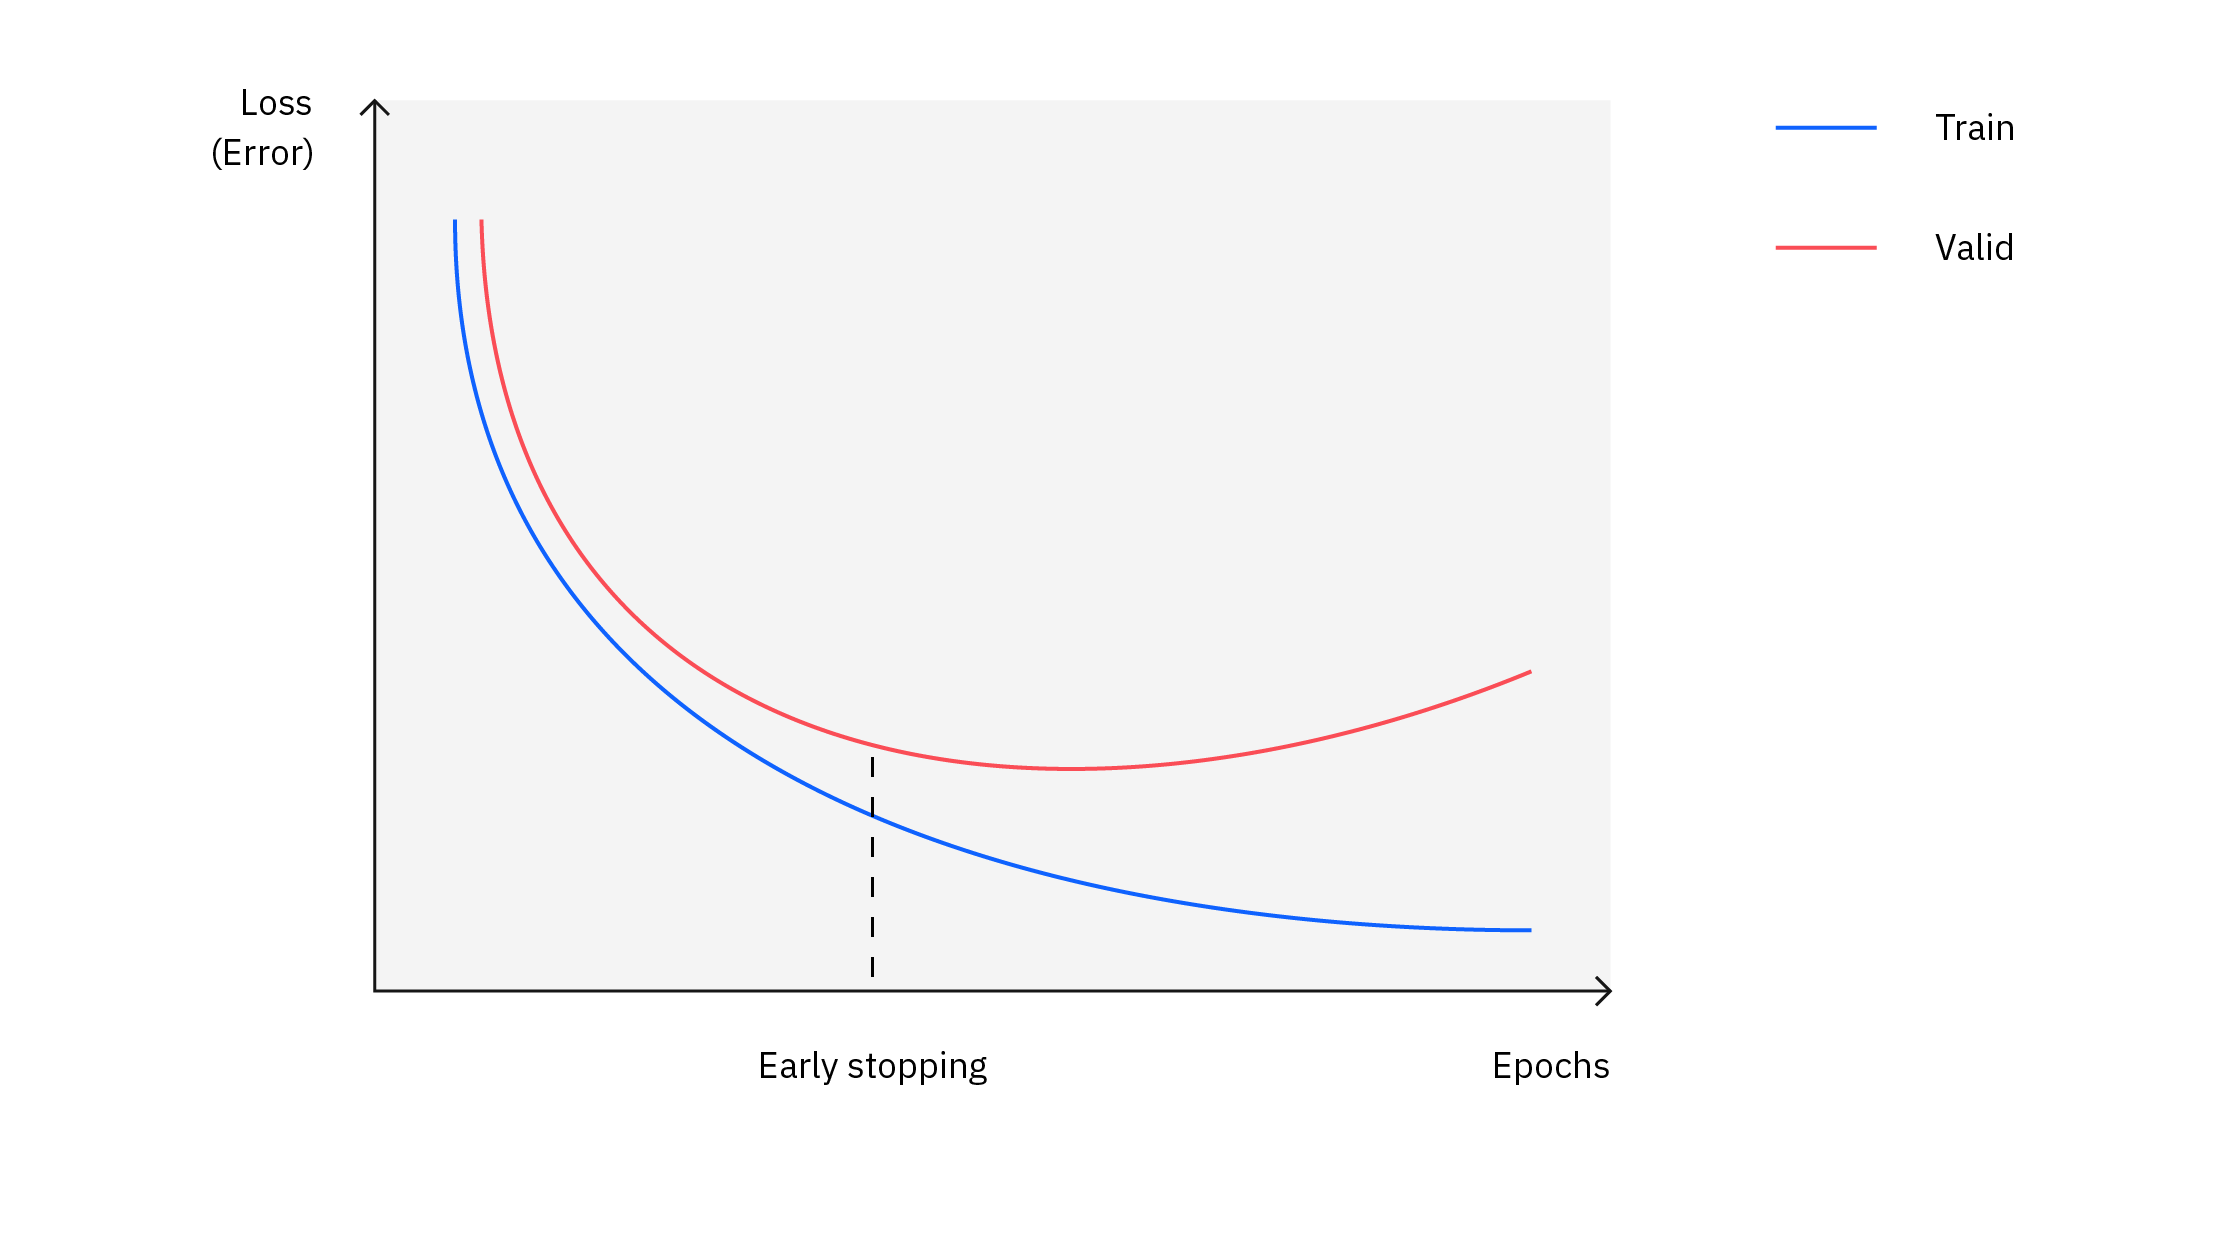 Loss
(Error)
Train
Valid
Early stopping
Epochs